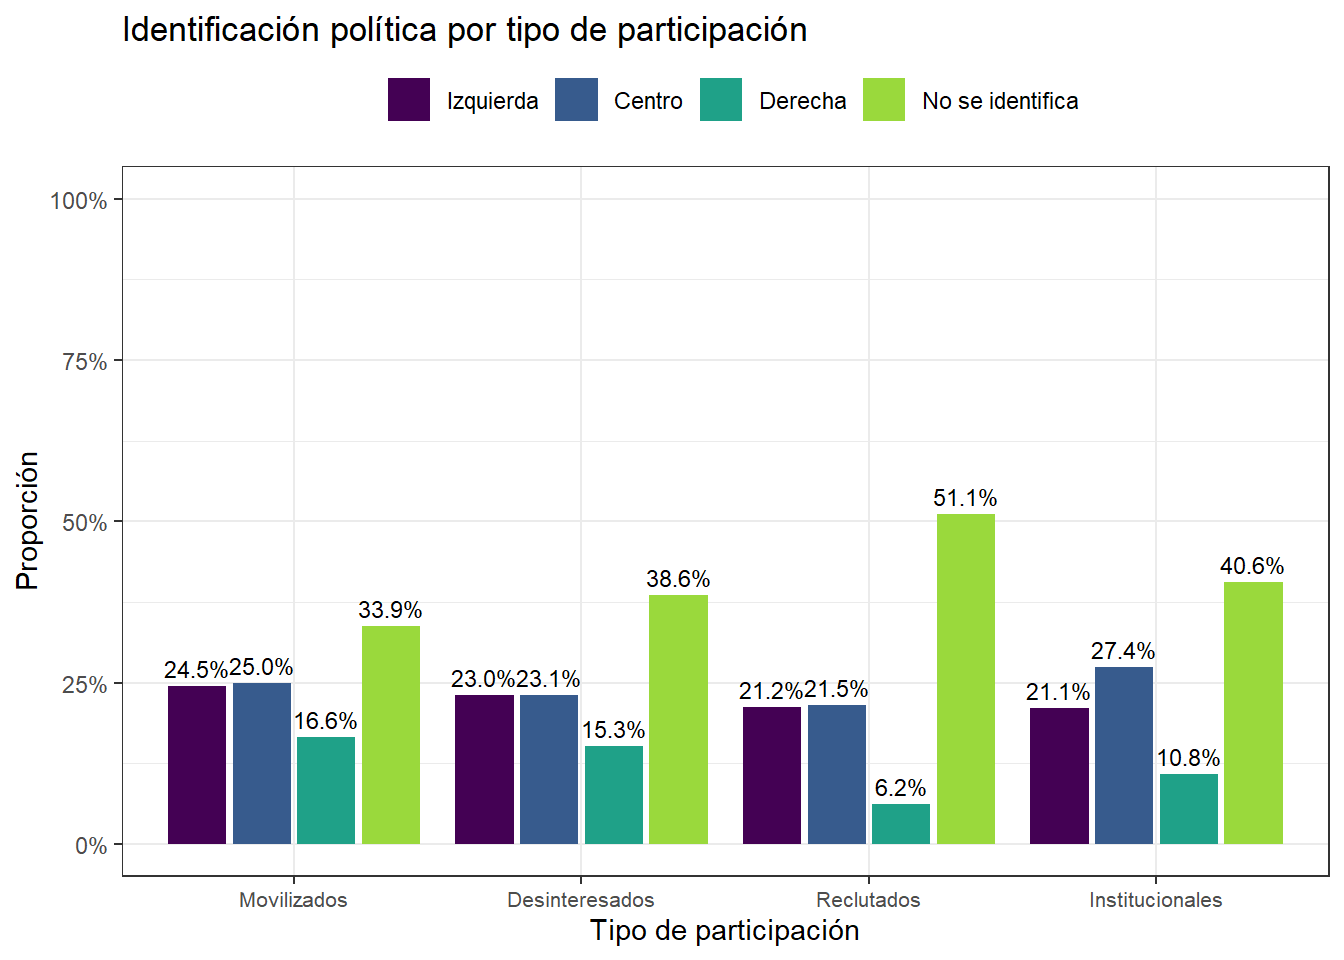 Identificación política por tipo de participación
Izquierda Centro Derecha No se identifica
100%
75%
50%
25%
0%
Proporción
24.5% 25.0% 16.6% 33.9%
23.0% 23.1% 15.3% 38.6%
21.2% 21.5% 6.2% 51.1%
21.1% 27.4% 10.8% 40.6%
Movilizados Desinteresados Reclutados Institucionales
Tipo de participación